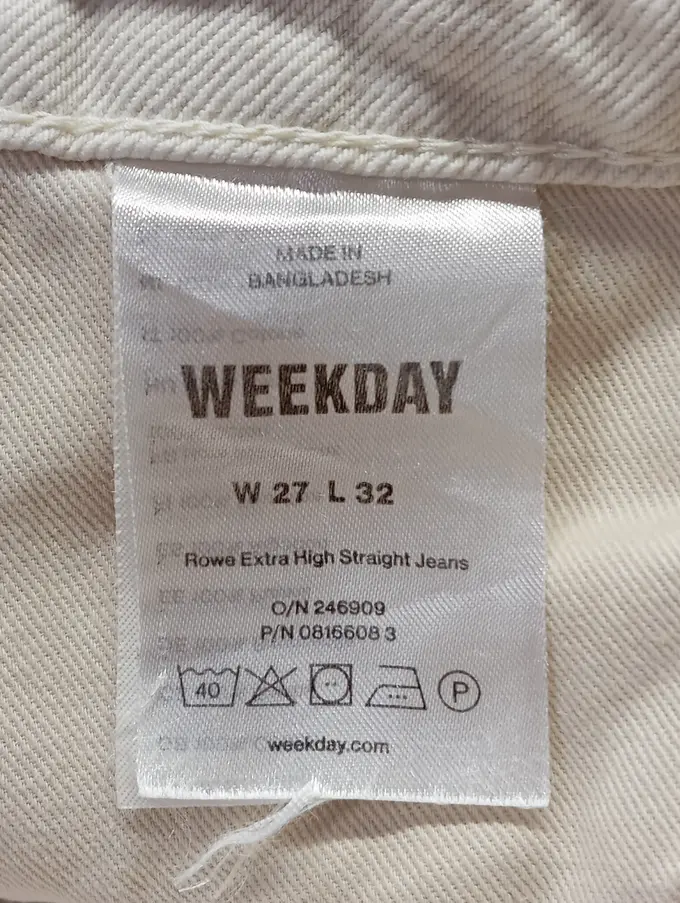 MADE IN
BANGLADESH
WEEKDAY
W 27 L 32
Rowe Extra High Straight Jeans
O/N 246909
P/N 0816608 3
40
P
weekday.com